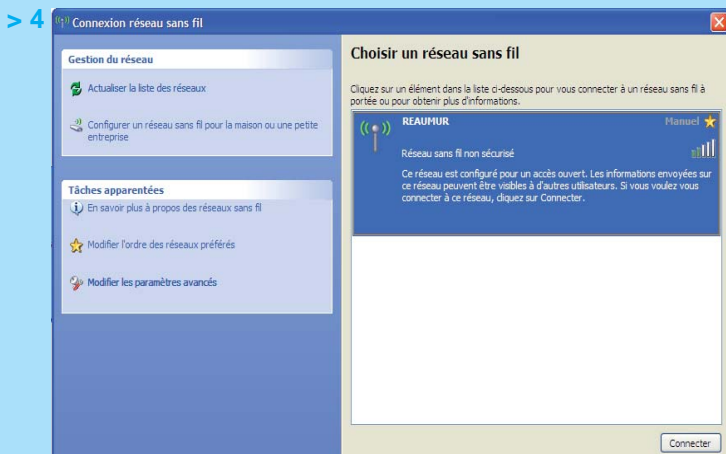 > 4
Connexion réseau sans fil
Gestion du réseau
Actualiser la liste des réseaux
Configurer un réseau sans fil pour la maison ou une petite
entreprise
Tâches apparentées
En savoir plus à propos des réseaux sans fil
Modifier l'ordre des réseaux préférés
Modifier les paramètres avancés
Choisir un réseau sans fil
Cliquez sur un élément dans la liste ci-dessous pour vous connecter à un réseau sans fil à
portée ou pour obtenir plus d'informations.
REAUMUR
Manuel
Réseau sans fil non sécurisé
Ce réseau est configuré pour un accès ouvert. Les informations envoyées sur
ce réseau peuvent être visibles à d'autres utilisateurs. Si vous voulez vous
connecter à ce réseau, cliquez sur Connecter.
Connecter